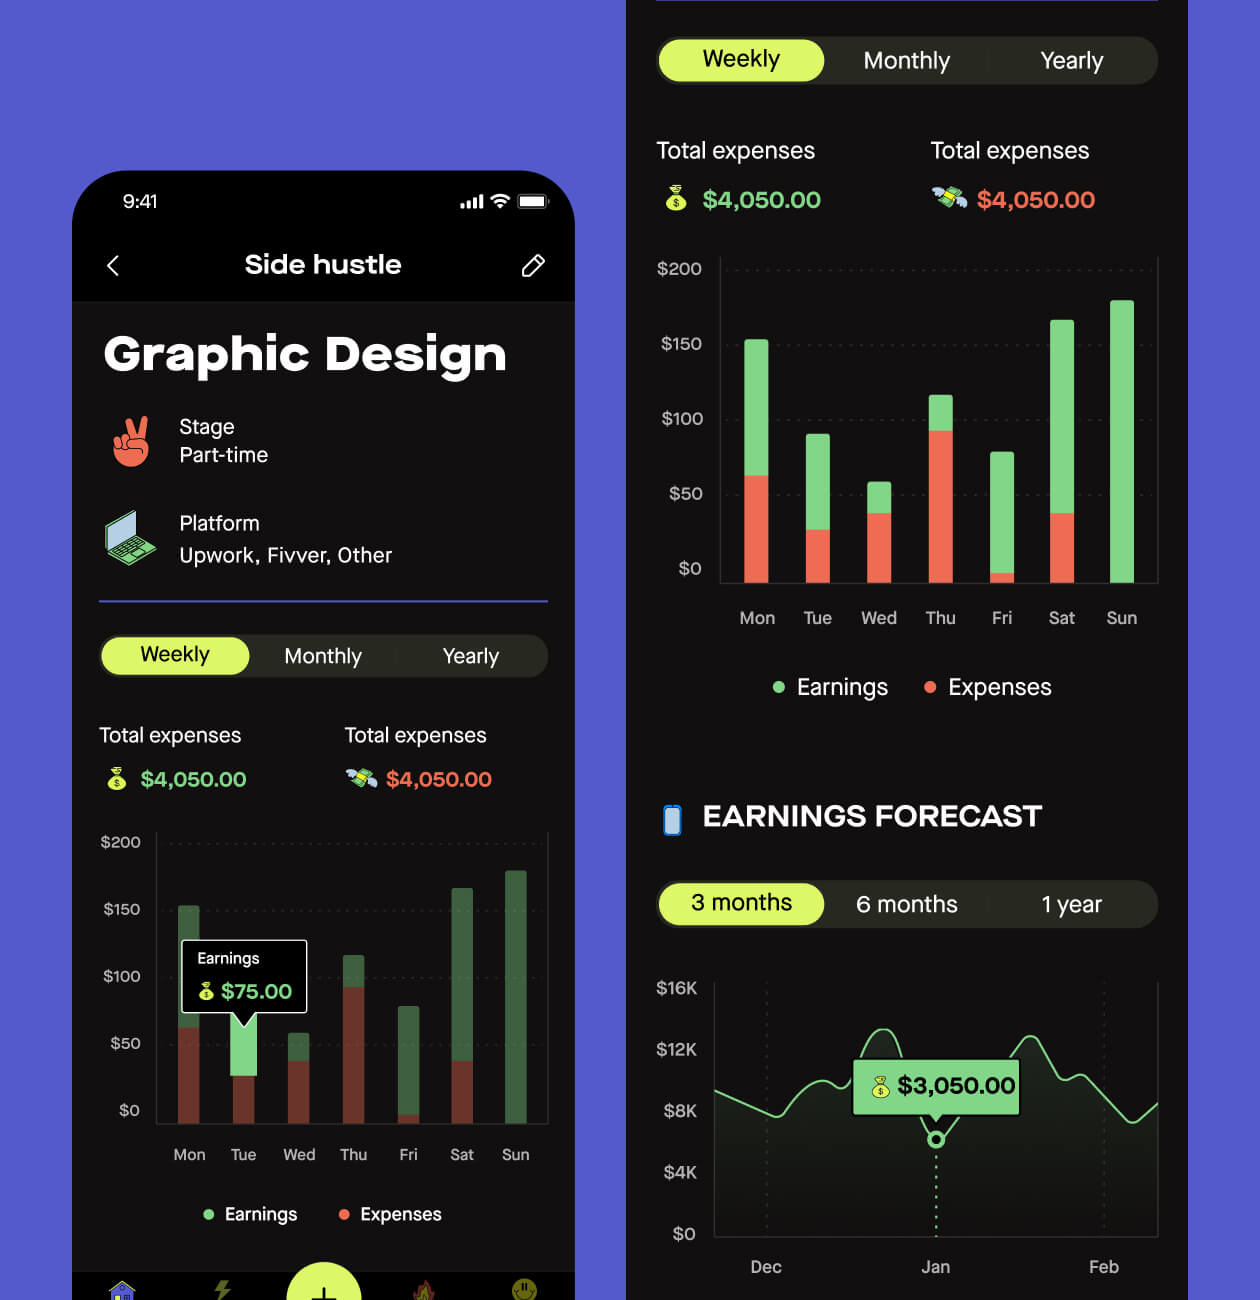 9:41
Side hustle
Graphic Design
Stage
Part-time
Platform
Upwork, Fivver, Other
Weekly Monthly Yearly
Total expenses Total expenses
$4,050.00 $4,050.00
$200
$150
$100
$50
$0
Earnings
$75.00
Mon Tue Wed Thu Fri Sat Sun
Earnings Expenses
Weekly Monthly Yearly
Total expenses Total expenses
$4,050.00 $4,050.00
$200
$150
$100
$50
$0
Mon Tue Wed Thu Fri Sat Sun
Earnings Expenses
EARNINGS FORECAST
3 months 6 months 1 year
$16K
$12K
$8K
$4K
$0
$3,050.00
Dec Jan Feb